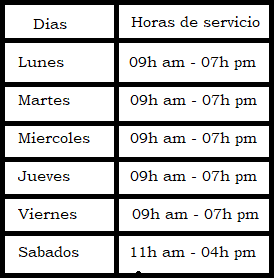 Dias Horas de servicio
Lunes 09h am - 07h pm
Martes 09h am - 07h pm
Miercoles 09h am - 07h pm
Jueves 09h am - 07h pm
Viernes 09h am - 07h pm
Sabados 11h am - 04h pm